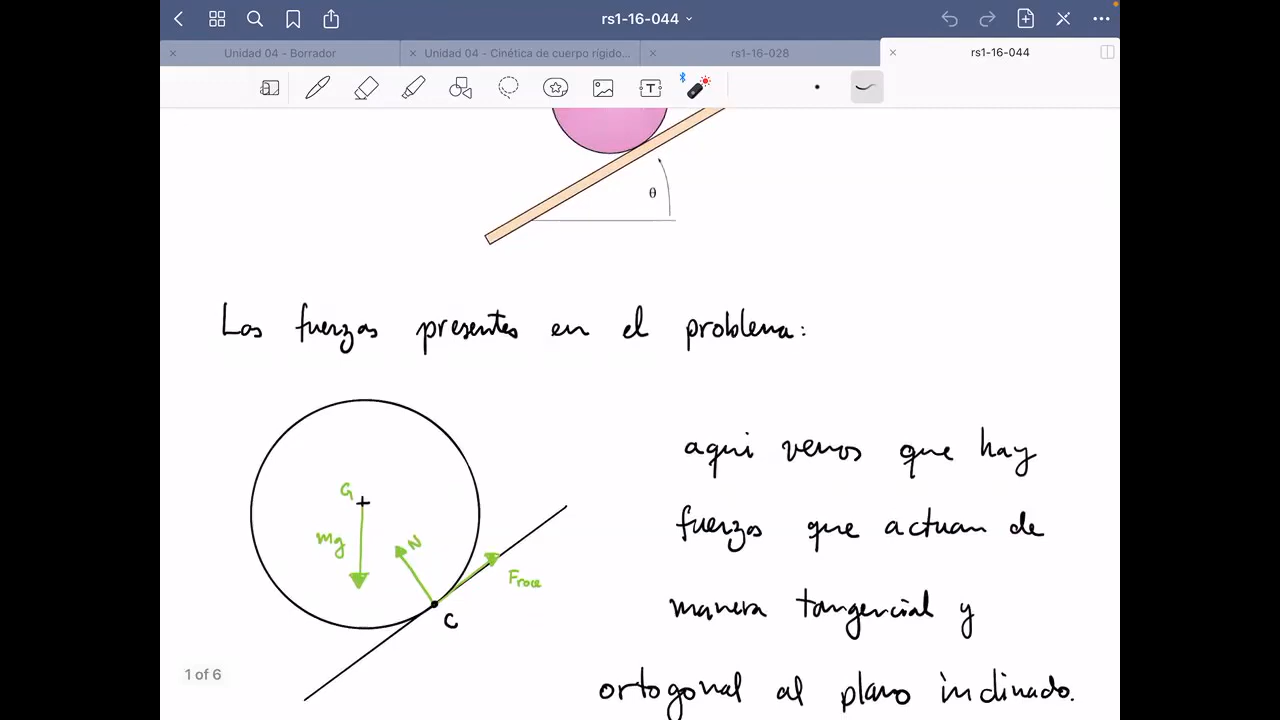 rs1-16-044
Unidad 04 - Borrador
Unidad 04 - Cinética de cuerpo rígido...
rs1-16-028
rs1-16-044
T
θ
Las fuerzas presentes en el problema:
G
mg
N
Froce
C
aqui vemos que hay
fuerzas que actuan de
manera tangencial y
ortogonal al plano inclinado.
1 of 6